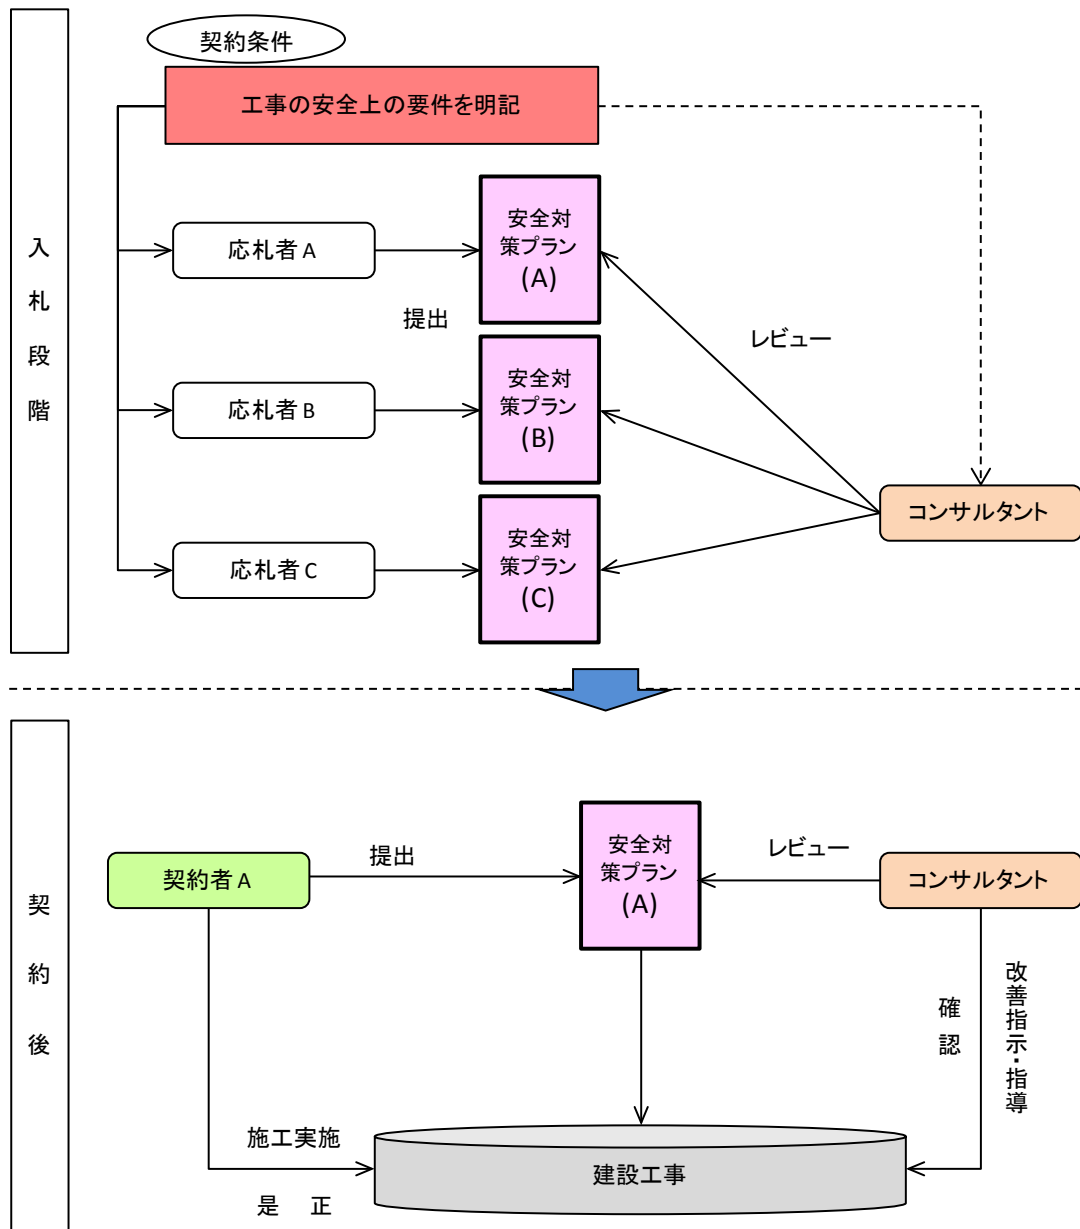 契約条件
工事の安全上の要件を明記
入札段階
応札者 A
安全対
策プラン
(A)
提出
レビュー
応札者 B
安全対
策プラン
(B)
コンサルタント
応札者 C
安全対
策プラン
(C)
契約後
契約者 A
提出
安全対
策プラン
(A)
レビュー
コンサルタント
確認
改善指示・指導
施工実施
建設工事
是 正